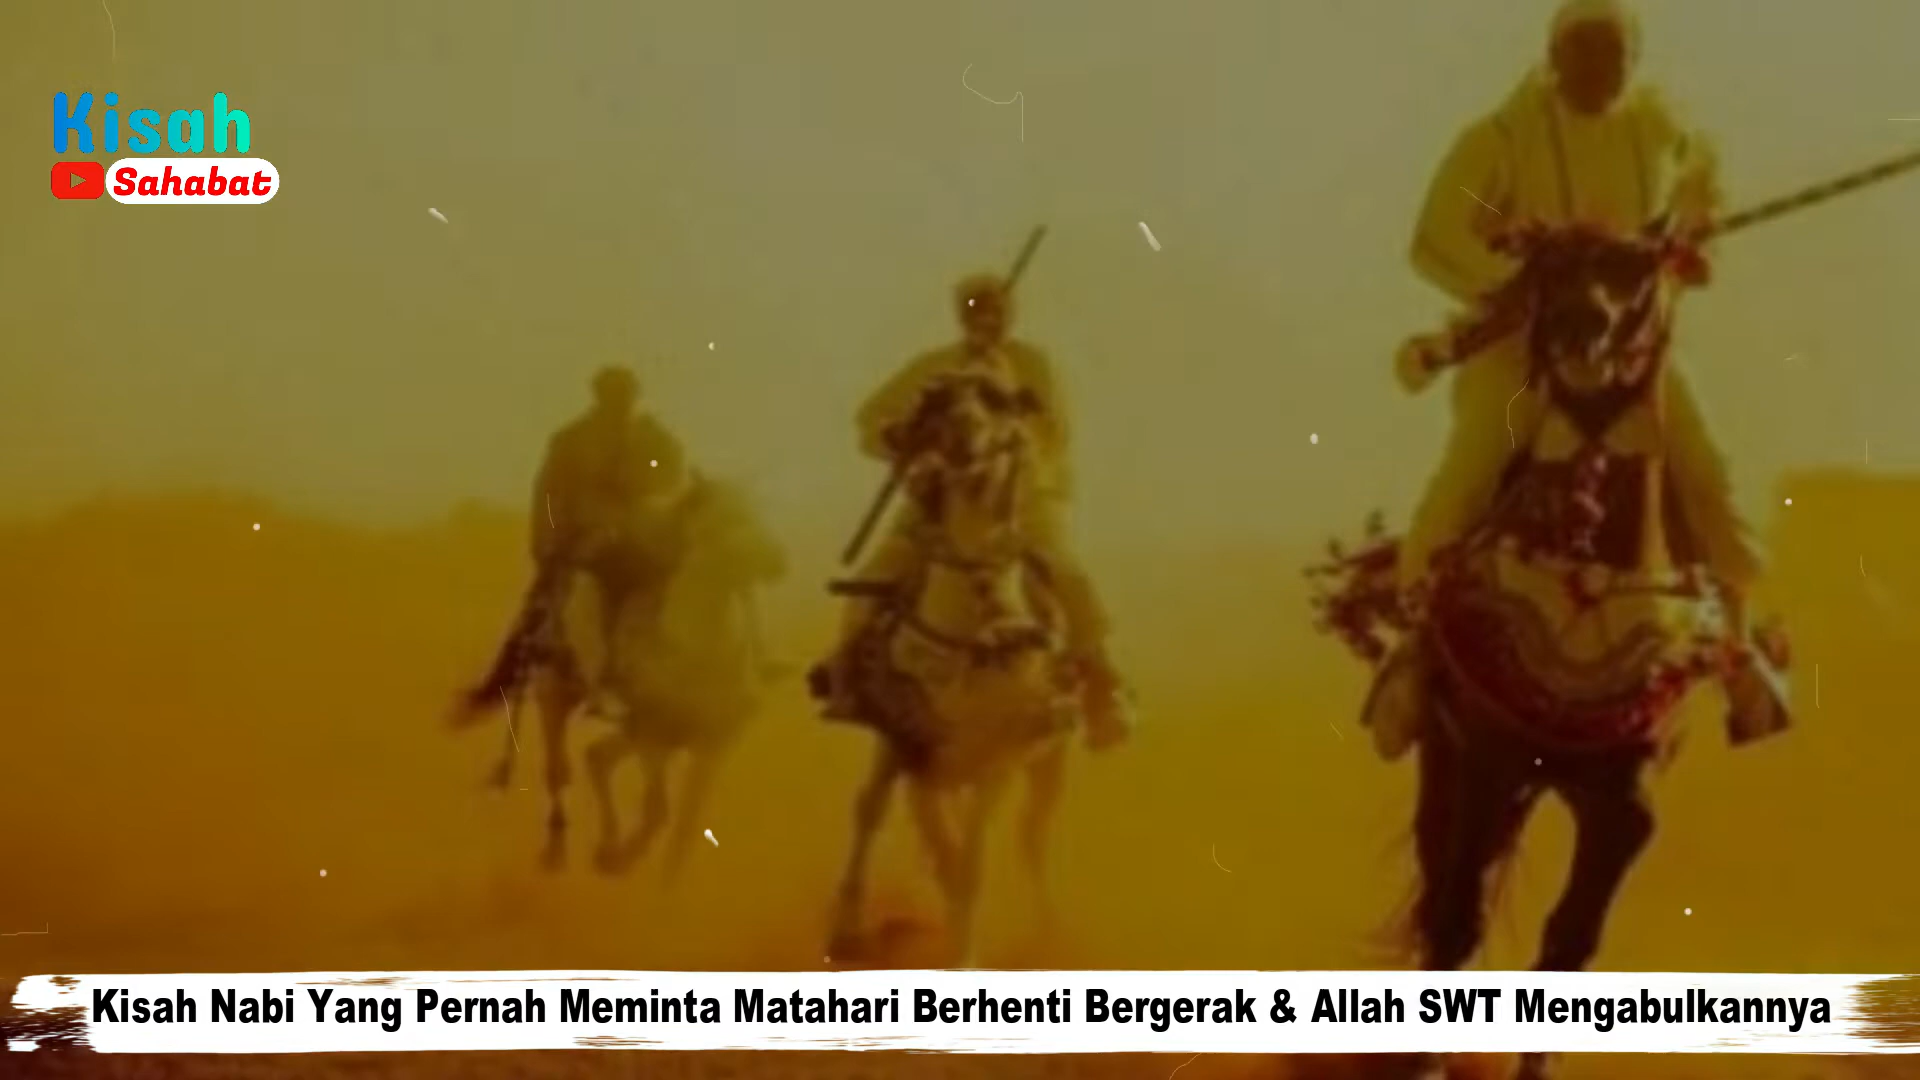 Kisah
Sahabat
Kisah Nabi Yang Pernah Meminta Matahari Berhenti Bergerak & Allah SWT Mengabulkannya